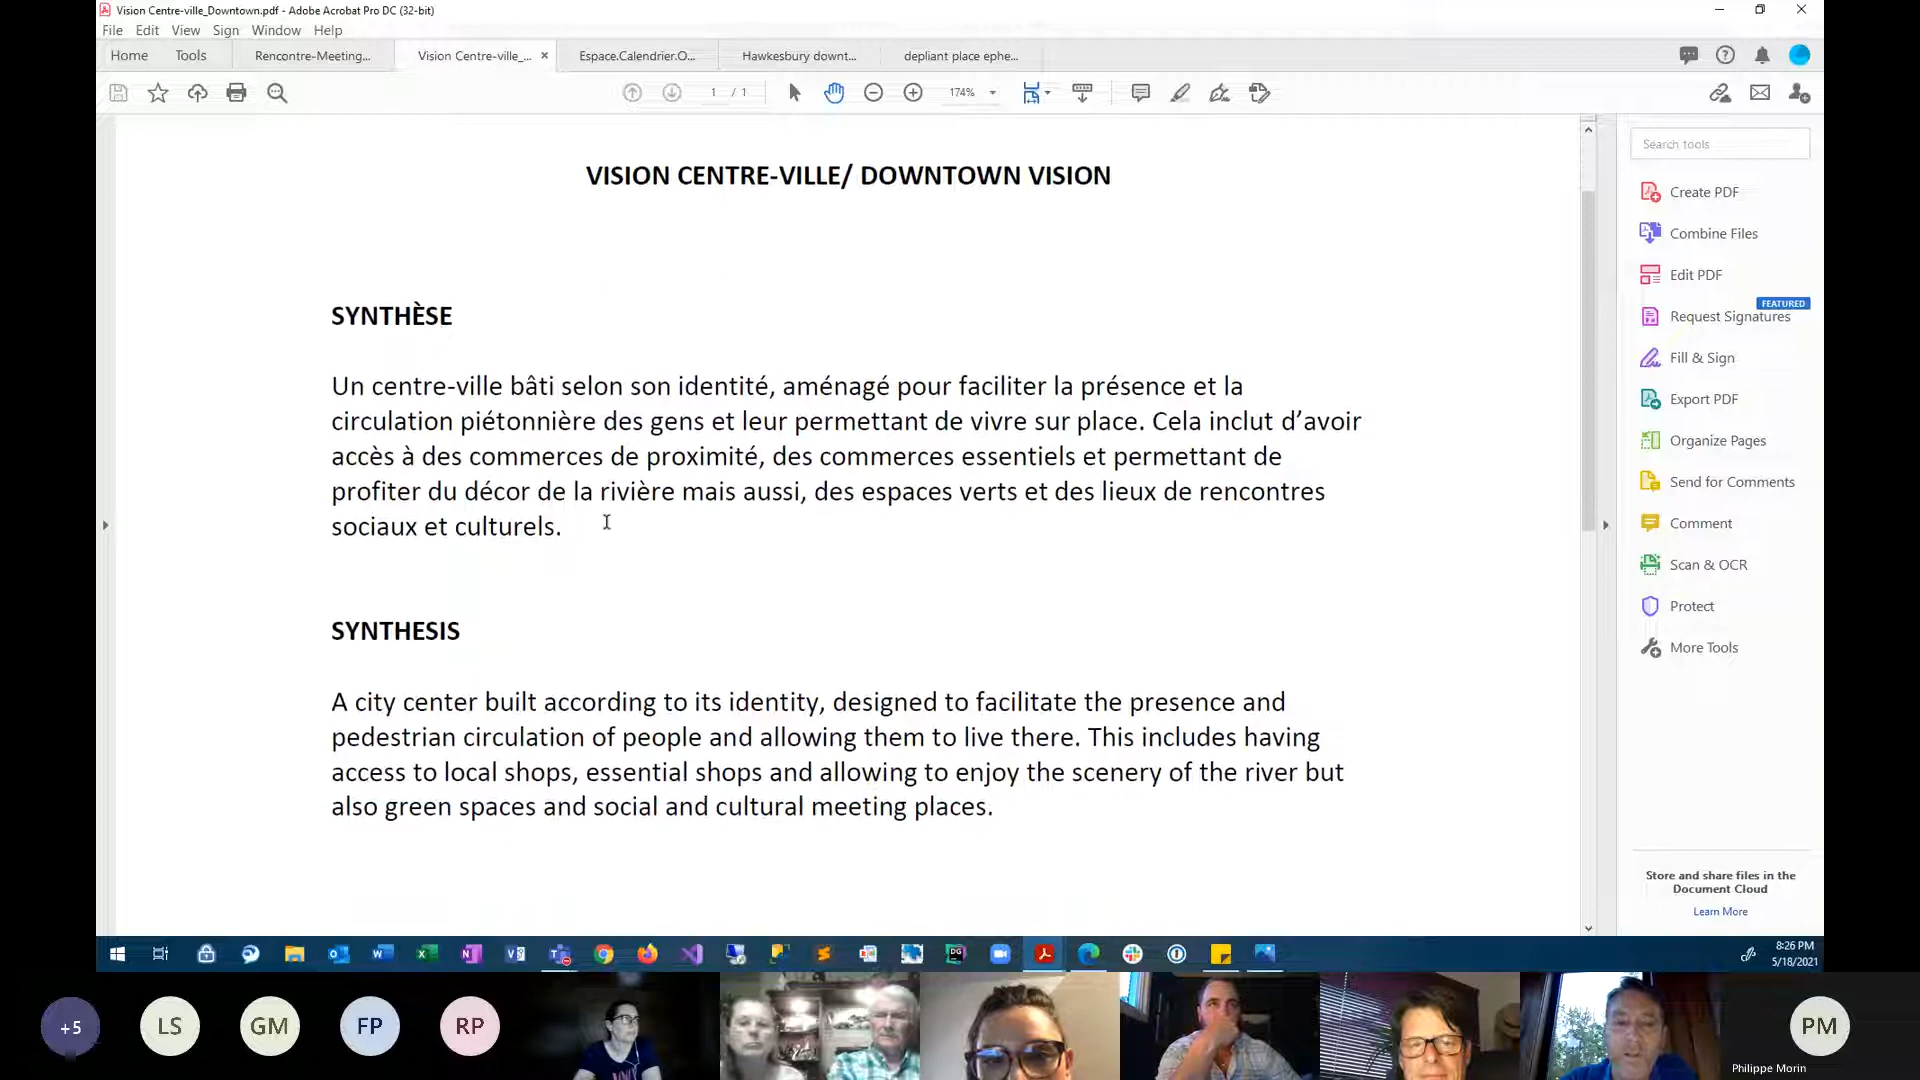 Vision Centre-ville_Downtown.pdf - Adobe Acrobat Pro DC (32-bit)
File Edit View Sign Window Help
Home Tools Rencontre-Meeting... Vision Centre-ville_... × Espace.Calendrier.O... Hawkesbury downt... depliant place ephe...
1 / 1 174%
VISION CENTRE-VILLE/ DOWNTOWN VISION
SYNTHÈSE
Un centre-ville bâti selon son identité, aménagé pour faciliter la présence et la
circulation piétonnière des gens et leur permettant de vivre sur place. Cela inclut d’avoir
accès à des commerces de proximité, des commerces essentiels et permettant de
profiter du décor de la rivière mais aussi, des espaces verts et des lieux de rencontres
sociaux et culturels.
SYNTHESIS
A city center built according to its identity, designed to facilitate the presence and
pedestrian circulation of people and allowing them to live there. This includes having
access to local shops, essential shops and allowing to enjoy the scenery of the river but
also green spaces and social and cultural meeting places.
Search tools
Create PDF
Combine Files
Edit PDF
FEATURED
Request Signatures
Fill & Sign
Export PDF
Organize Pages
Send for Comments
Comment
Scan & OCR
Protect
More Tools
Store and share files in the
Document Cloud
Learn More
8:26 PM
5/18/2021
+5 LS GM FP RP PM
Philippe Morin